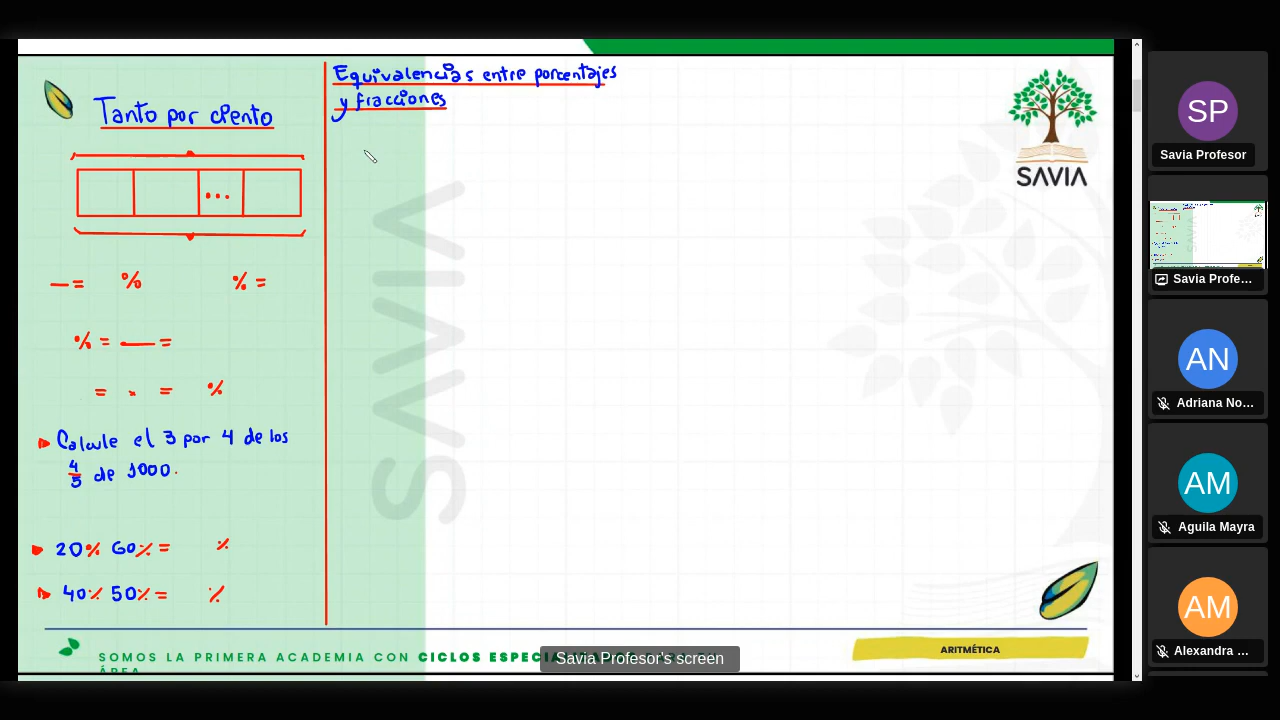 Tanto por ciento
...
— = % % =
% = — =
= . = %
Calcule el 3 por 4 de los
4/5 de 1000.
20% 60% = %
40% 50% = %
Equivalencias entre porcentajes
y fracciones
SAVIA
SAVIA
SOMOS LA PRIMERA ACADEMIA CON CICLOS
ÁREA
ARITMÉTICA
Savia Profesor's screen
SP
Savia Profesor
Savia Profe...
AN
Adriana No...
AM
Aguila Mayra
AM
Alexandra ...